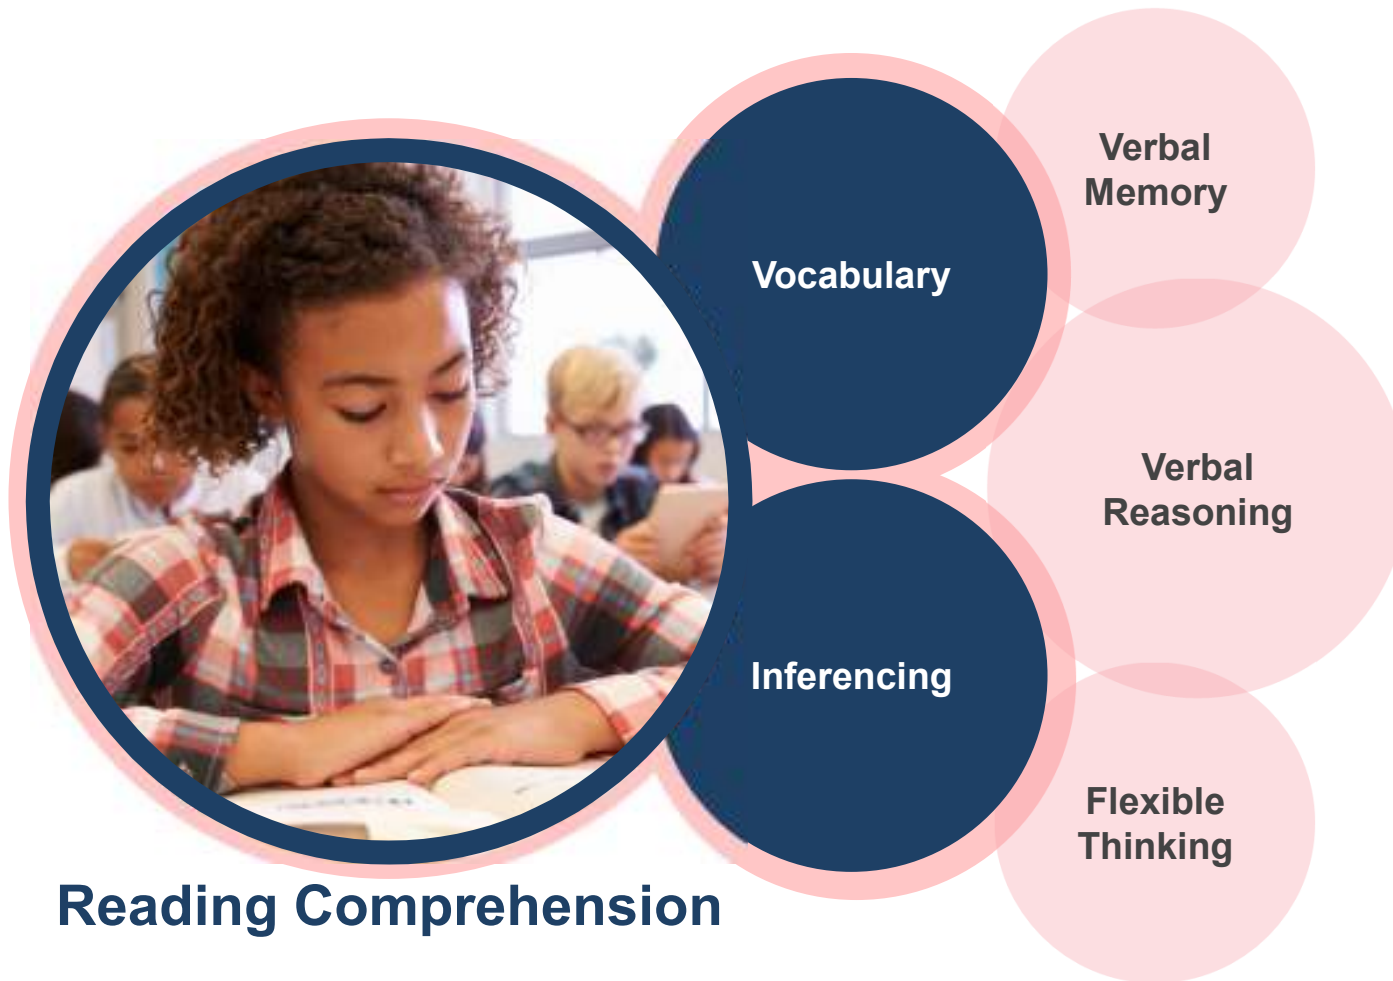 Verbal
Memory
Vocabulary
Verbal
Reasoning
Inferencing
Flexible
Thinking
Reading Comprehension